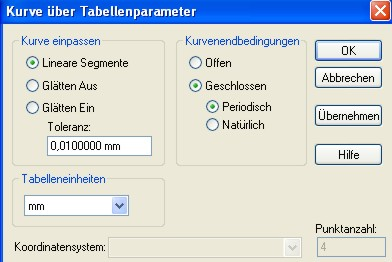 Kurve über Tabellenparameter
Kurve einpassen
Lineare Segmente
Glätten Aus
Glätten Ein
Toleranz:
0,0100000 mm
Kurvenendbedingungen
Offen
Geschlossen
Periodisch
Natürlich
OK
Abbrechen
Übernehmen
Hilfe
Tabelleneinheiten
mm
Koordinatensystem:
Punktanzahl:
4